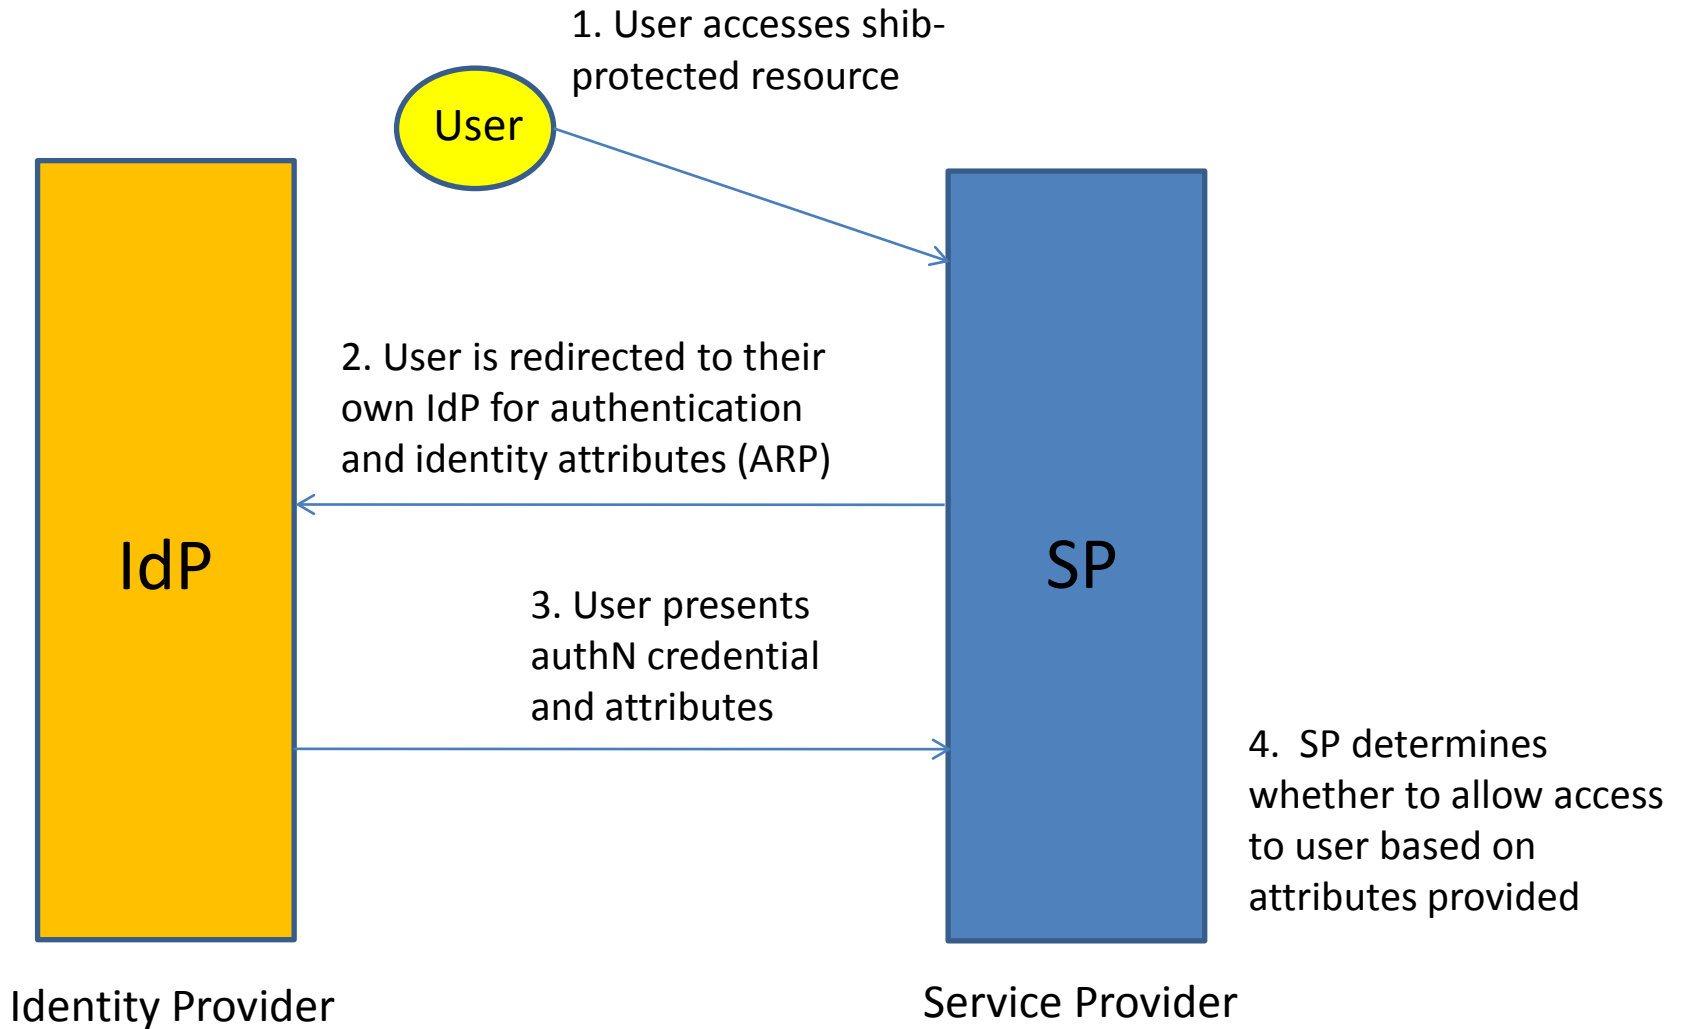 1. User accesses shib-
protected resource
User
2. User is redirected to their
own IdP for authentication
and identity attributes (ARP)
IdP
SP
3. User presents
authN credential
and attributes
4.  SP determines
whether to allow access
to user based on
attributes provided
Identity Provider
Service Provider